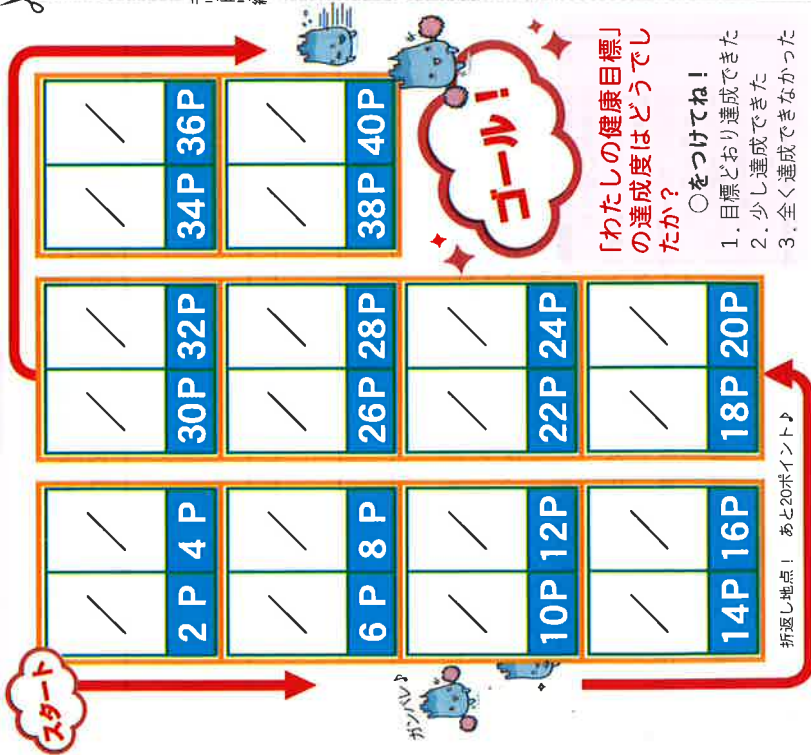 スタート
2P 4P
6P 8P
10P 12P
14P 16P
ガンバレ♪
折返し地点！ あと20ポイント♪
18P 20P
22P 24P
26P 28P
30P 32P
34P 36P
38P 40P
ゴール！
「わたしの健康目標」
の達成度はどうでし
たか？
○をつけてね！
1. 目標どおり達成できた
2. 少し達成できた
3. 全く達成できなかった